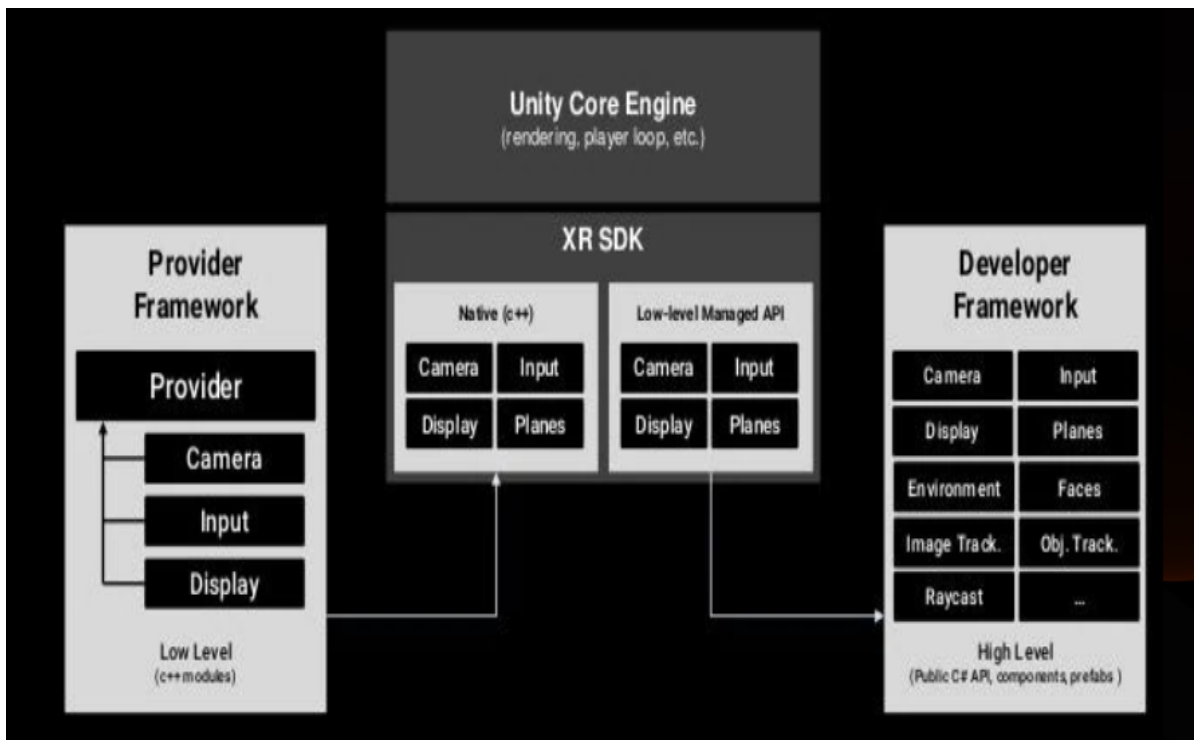 Unity Core Engine
(rendering, player loop, etc.)
XR SDK
Native (c++)
Camera Input
Display Planes
Low-level Managed API
Camera Input
Display Planes
Provider
Framework
Provider
Camera
Input
Display
Low Level
(c++ modules)
Developer
Framework
Camera Input
Display Planes
Environment Faces
Image Track. Obj. Track.
Raycast ...
High Level
(Public C# API, components, prefabs )